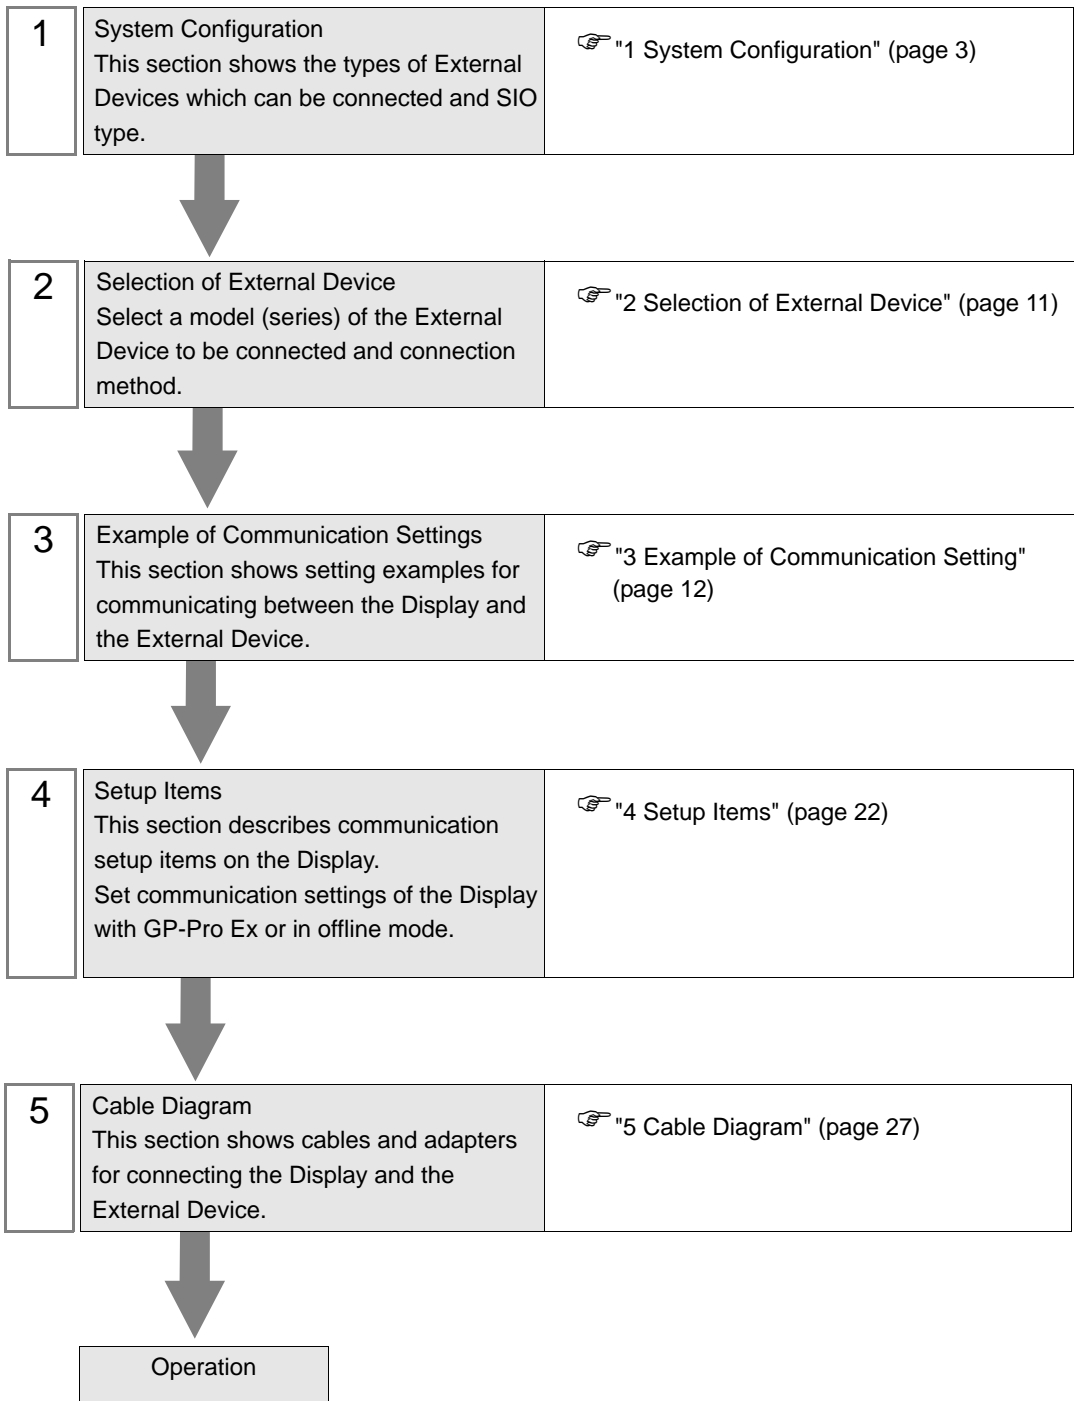 1
System Configuration
This section shows the types of External
Devices which can be connected and SIO
type.
"1 System Configuration" (page 3)
2
Selection of External Device
Select a model (series) of the External
Device to be connected and connection
method.
"2 Selection of External Device" (page 11)
3
Example of Communication Settings
This section shows setting examples for
communicating between the Display and
the External Device.
"3 Example of Communication Setting"
(page 12)
4
Setup Items
This section describes communication
setup items on the Display.
Set communication settings of the Display
with GP-Pro Ex or in offline mode.
"4 Setup Items" (page 22)
5
Cable Diagram
This section shows cables and adapters
for connecting the Display and the
External Device.
"5 Cable Diagram" (page 27)
Operation